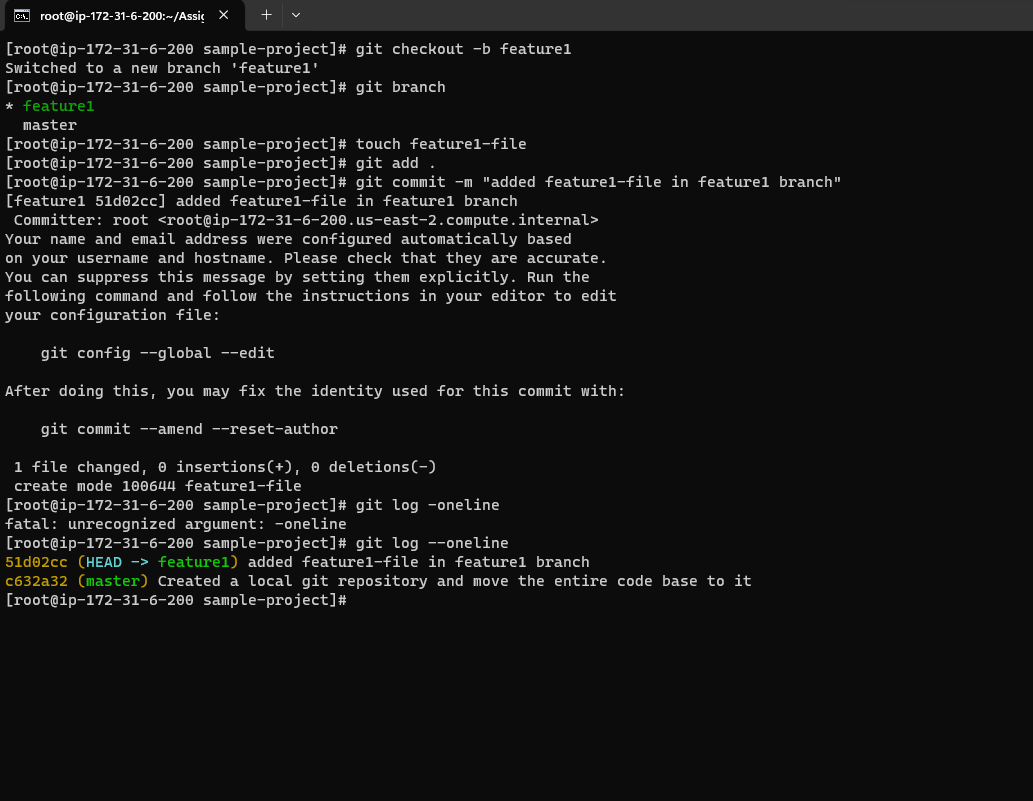 root@ip-172-31-6-200:~/Assig
[root@ip-172-31-6-200 sample-project]# git checkout -b feature1
Switched to a new branch 'feature1'
[root@ip-172-31-6-200 sample-project]# git branch
* feature1
  master
[root@ip-172-31-6-200 sample-project]# touch feature1-file
[root@ip-172-31-6-200 sample-project]# git add .
[root@ip-172-31-6-200 sample-project]# git commit -m "added feature1-file in feature1 branch"
[feature1 51d02cc] added feature1-file in feature1 branch
 Committer: root <root@ip-172-31-6-200.us-east-2.compute.internal>
Your name and email address were configured automatically based
on your username and hostname. Please check that they are accurate.
You can suppress this message by setting them explicitly. Run the
following command and follow the instructions in your editor to edit
your configuration file:

    git config --global --edit

After doing this, you may fix the identity used for this commit with:

    git commit --amend --reset-author

 1 file changed, 0 insertions(+), 0 deletions(-)
 create mode 100644 feature1-file
[root@ip-172-31-6-200 sample-project]# git log -oneline
fatal: unrecognized argument: -oneline
[root@ip-172-31-6-200 sample-project]# git log --oneline
51d02cc (HEAD -> feature1) added feature1-file in feature1 branch
c632a32 (master) Created a local git repository and move the entire code base to it
[root@ip-172-31-6-200 sample-project]#